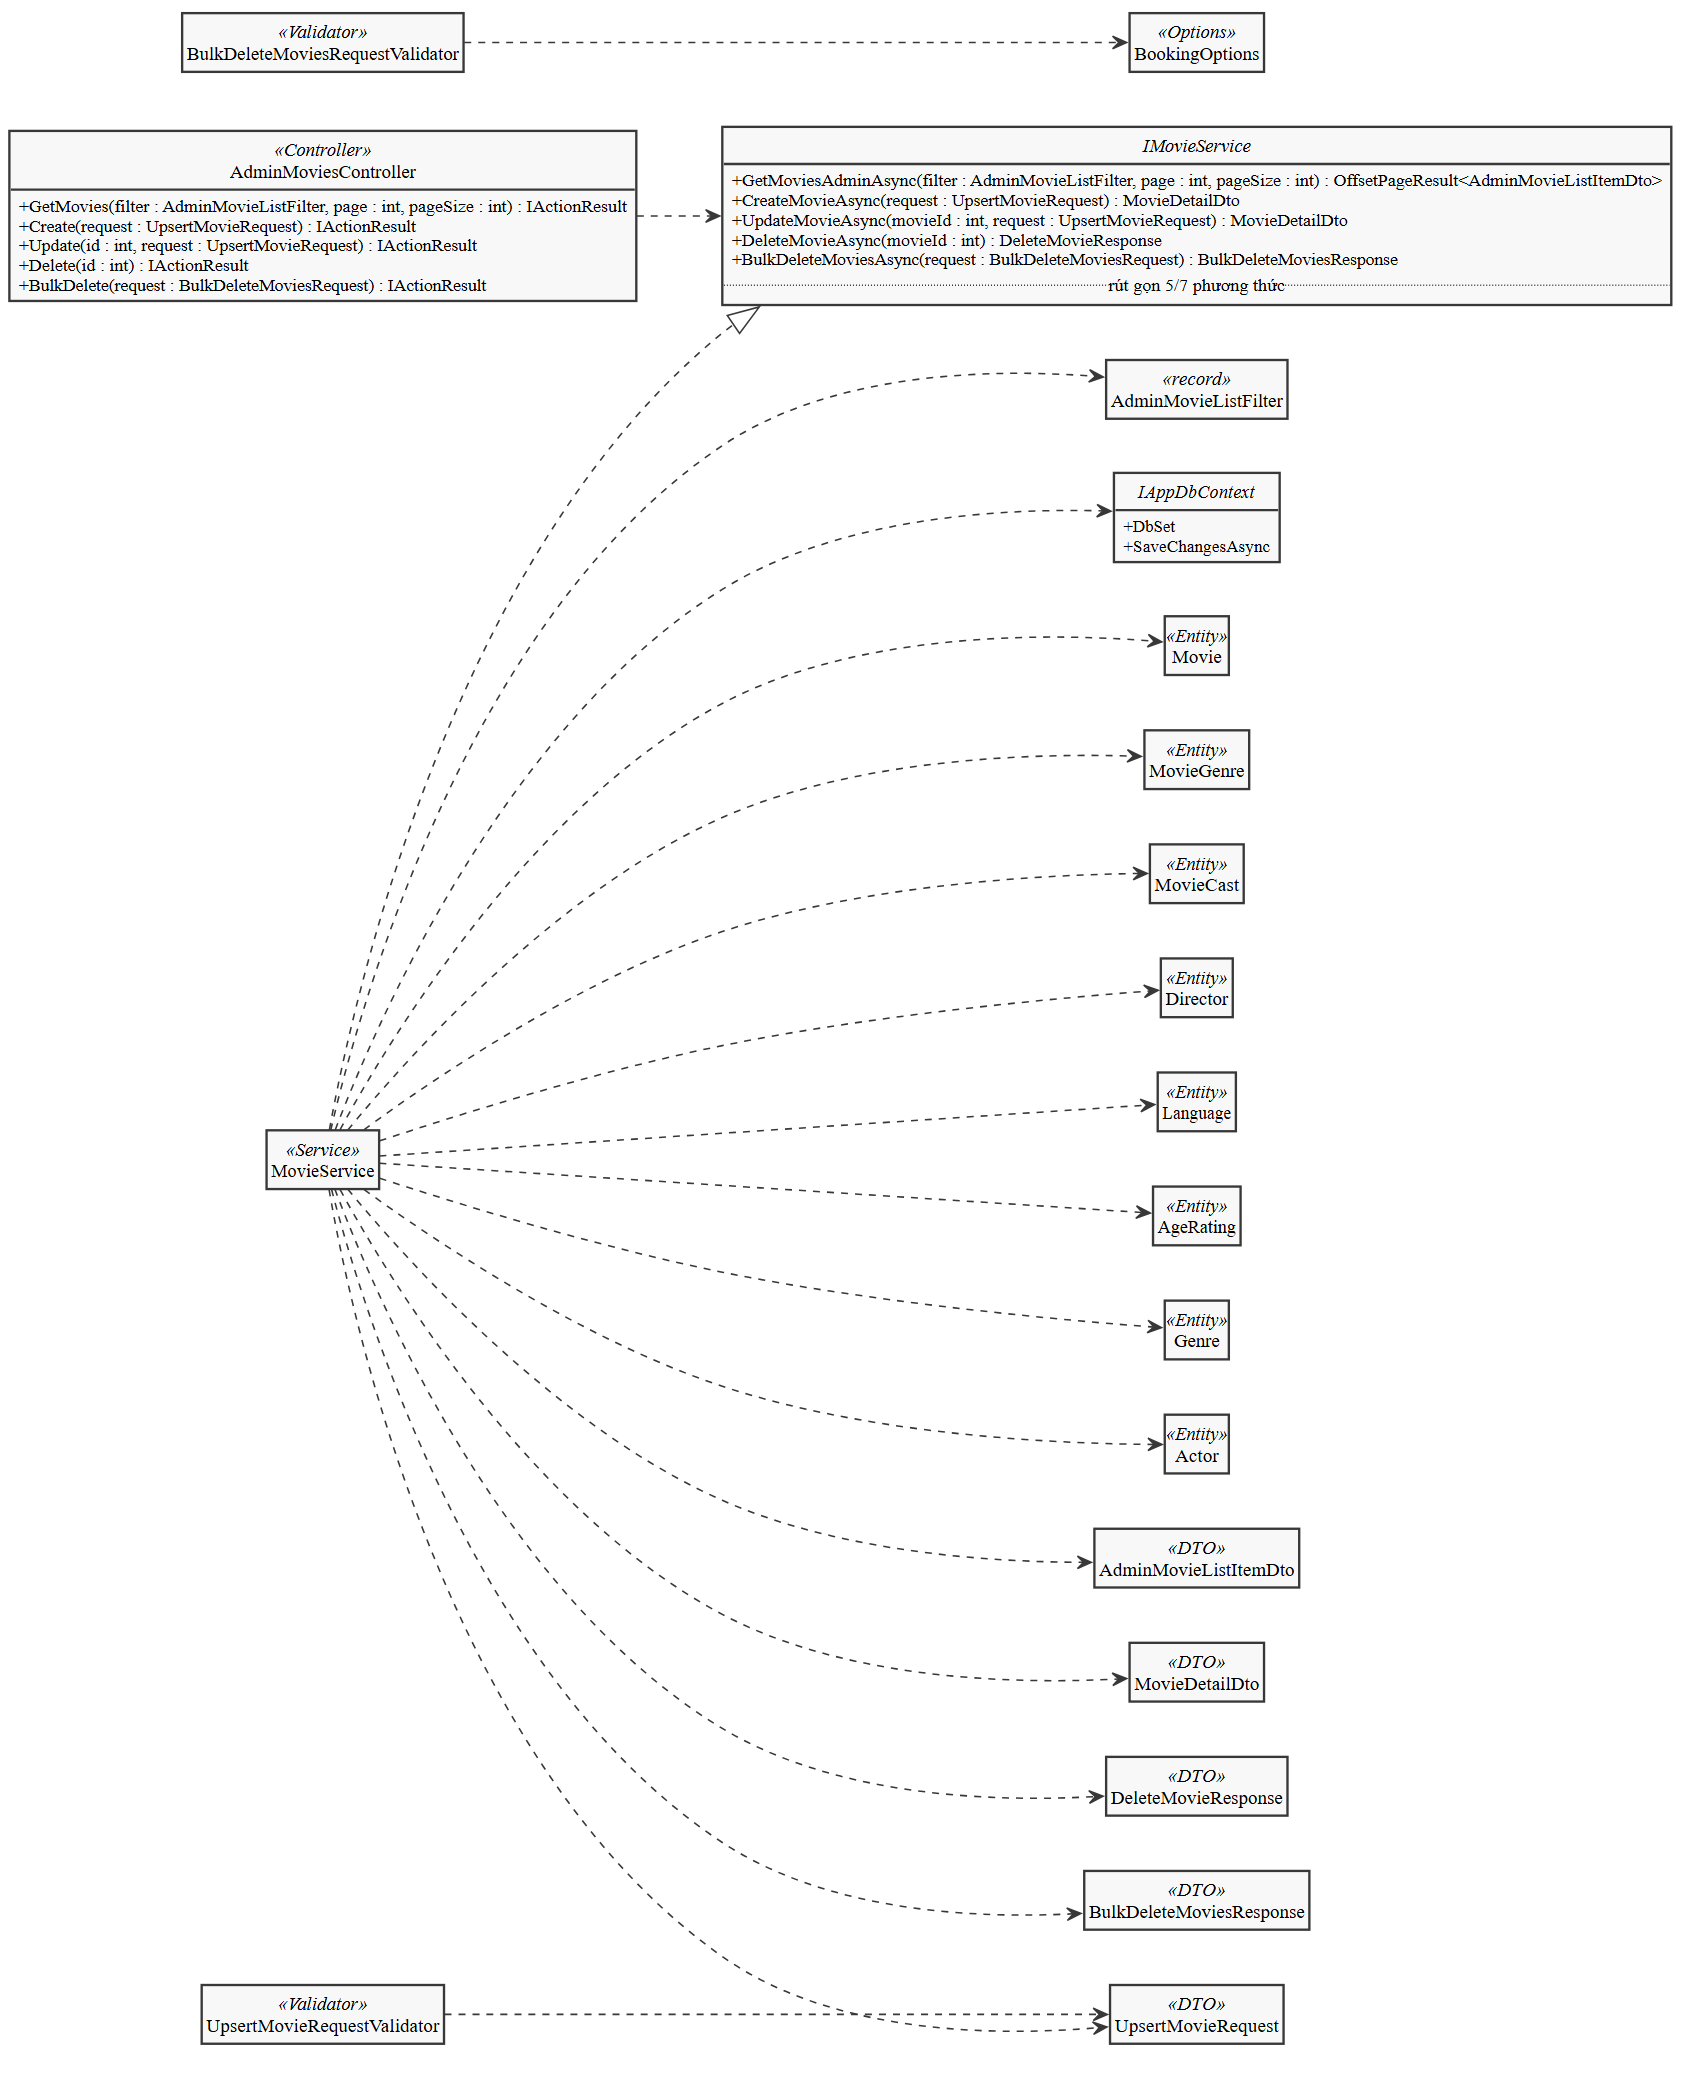 «Validator»
BulkDeleteMoviesRequestValidator
«Options»
BookingOptions
«Controller»
AdminMoviesController
+GetMovies(filter : AdminMovieListFilter, page : int, pageSize : int) : IActionResult
+Create(request : UpsertMovieRequest) : IActionResult
+Update(id : int, request : UpsertMovieRequest) : IActionResult
+Delete(id : int) : IActionResult
+BulkDelete(request : BulkDeleteMoviesRequest) : IActionResult
IMovieService
+GetMoviesAdminAsync(filter : AdminMovieListFilter, page : int, pageSize : int) : OffsetPageResult<AdminMovieListItemDto>
+CreateMovieAsync(request : UpsertMovieRequest) : MovieDetailDto
+UpdateMovieAsync(movieId : int, request : UpsertMovieRequest) : MovieDetailDto
+DeleteMovieAsync(movieId : int) : DeleteMovieResponse
+BulkDeleteMoviesAsync(request : BulkDeleteMoviesRequest) : BulkDeleteMoviesResponse
rút gọn 5/7 phương thức
«record»
AdminMovieListFilter
IAppDbContext
+DbSet
+SaveChangesAsync
«Entity»
Movie
«Entity»
MovieGenre
«Entity»
MovieCast
«Entity»
Director
«Entity»
Language
«Service»
MovieService
«Entity»
AgeRating
«Entity»
Genre
«Entity»
Actor
«DTO»
AdminMovieListItemDto
«DTO»
MovieDetailDto
«DTO»
DeleteMovieResponse
«DTO»
BulkDeleteMoviesResponse
«Validator»
UpsertMovieRequestValidator
«DTO»
UpsertMovieRequest